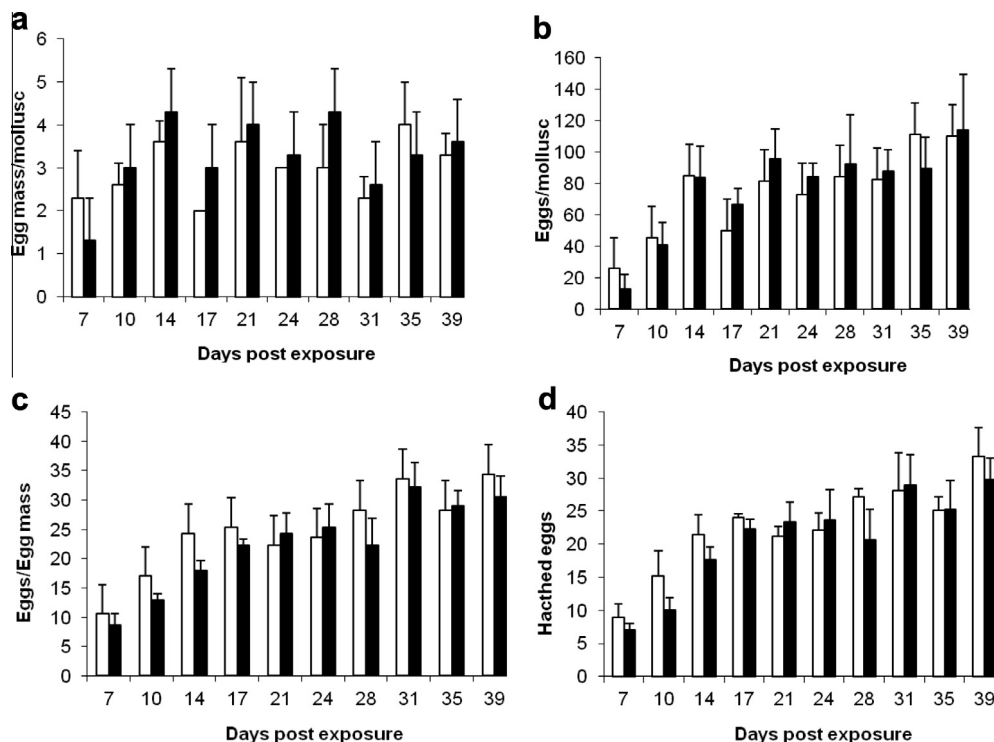 a
6
5
4
3
2
1
0
Egg mass/mollusc
7 10 14 17 21 24 28 31 35 39
Days post exposure
b
160
140
120
100
80
60
40
20
0
Eggs/mollusc
7 10 14 17 21 24 28 31 35 39
Days post exposure
c
45
40
35
30
25
20
15
10
5
0
Eggs/Egg mass
7 10 14 17 21 24 28 31 35 39
Days post exposure
d
40
35
30
25
20
15
10
5
0
Hacthed eggs
7 10 14 17 21 24 28 31 35 39
Days post exposure